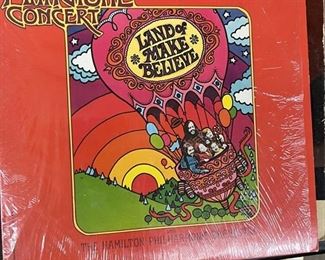 CONCERT
LAND of
MAKE
BELIEVE
THE HAMILTON PHILHARMONIC